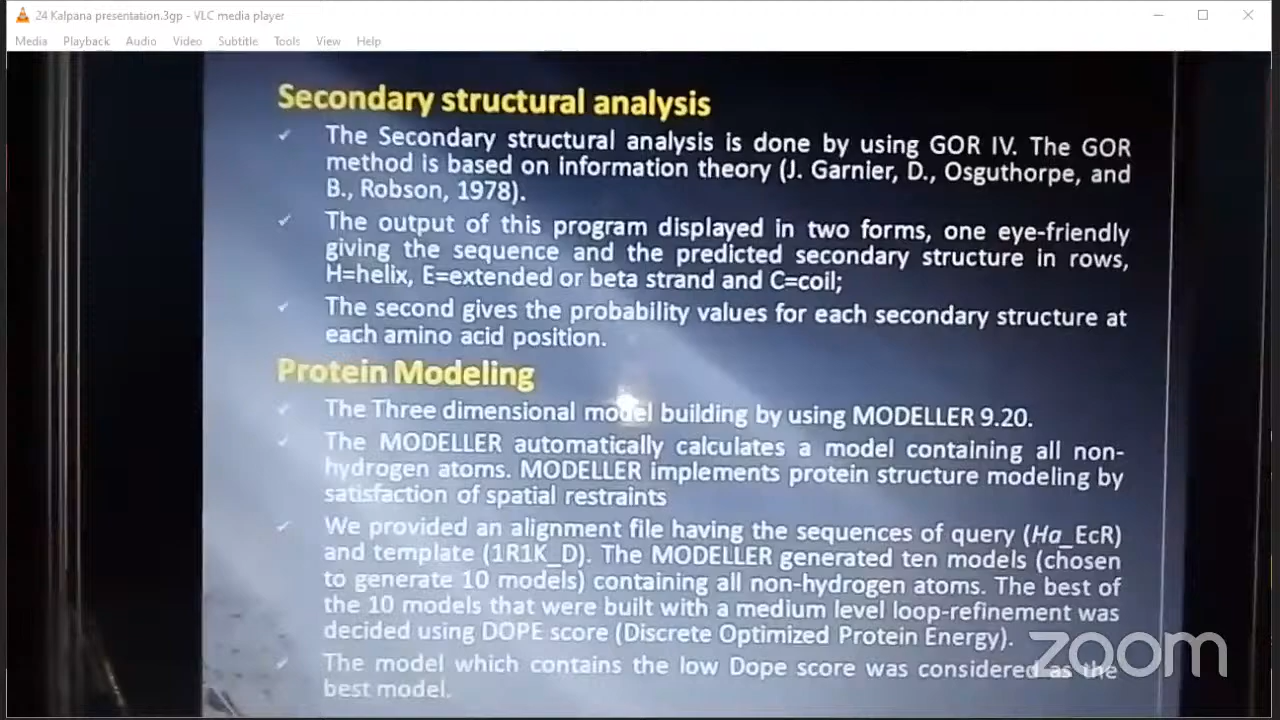 24 Kalpana presentation.3gp - VLC media player
Media Playback Audio Video Subtitle Tools View Help
Secondary structural analysis
The Secondary structural analysis is done by using GOR IV. The GOR
method is based on information theory (J. Garnier, D., Osguthorpe, and
B., Robson, 1978).
The output of this program displayed in two forms, one eye-friendly
giving the sequence and the predicted secondary structure in rows,
H=helix, E=extended or beta strand and C=coil;
The second gives the probability values for each secondary structure at
each amino acid position.
Protein Modeling
The Three dimensional model building by using MODELLER 9.20.
The MODELLER automatically calculates a model containing all non-
hydrogen atoms. MODELLER implements protein structure modeling by
satisfaction of spatial restraints
We provided an alignment file having the sequences of query (Ha_EcR)
and template (1R1K_D). The MODELLER generated ten models (chosen
to generate 10 models) containing all non-hydrogen atoms. The best of
the 10 models that were built with a medium level loop-refinement was
decided using DOPE score (Discrete Optimized Protein Energy).
The model which contains the low Dope score was considered as the
best model.
zoom